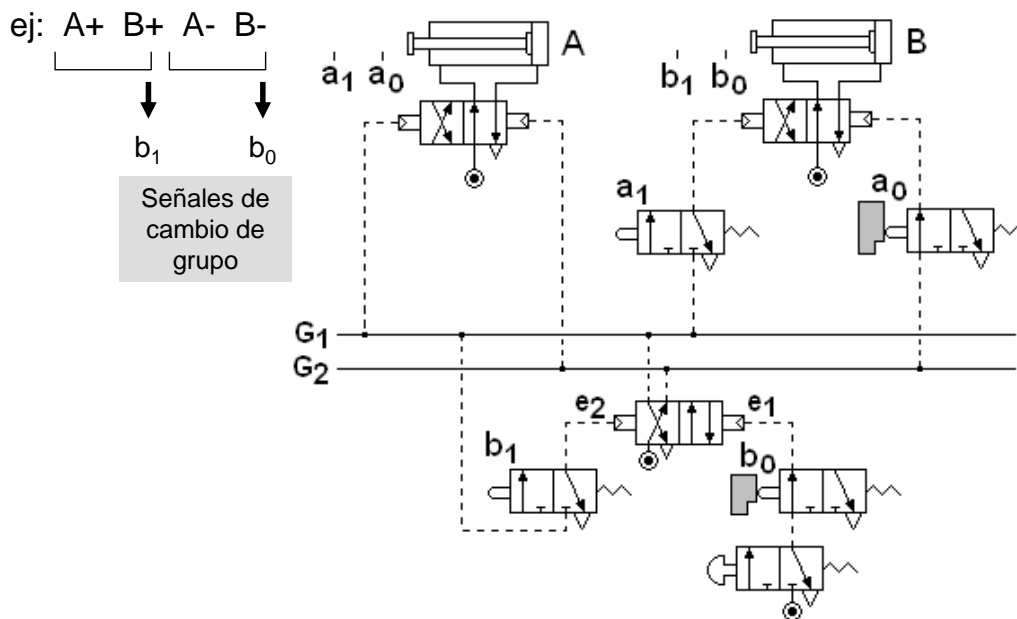 ej: A+ B+ A- B-
b1 b0
Señales de
cambio de
grupo
a1' a0' A
b1' b0' B
a1 a0
G1
G2
e2 e1
b1 b0